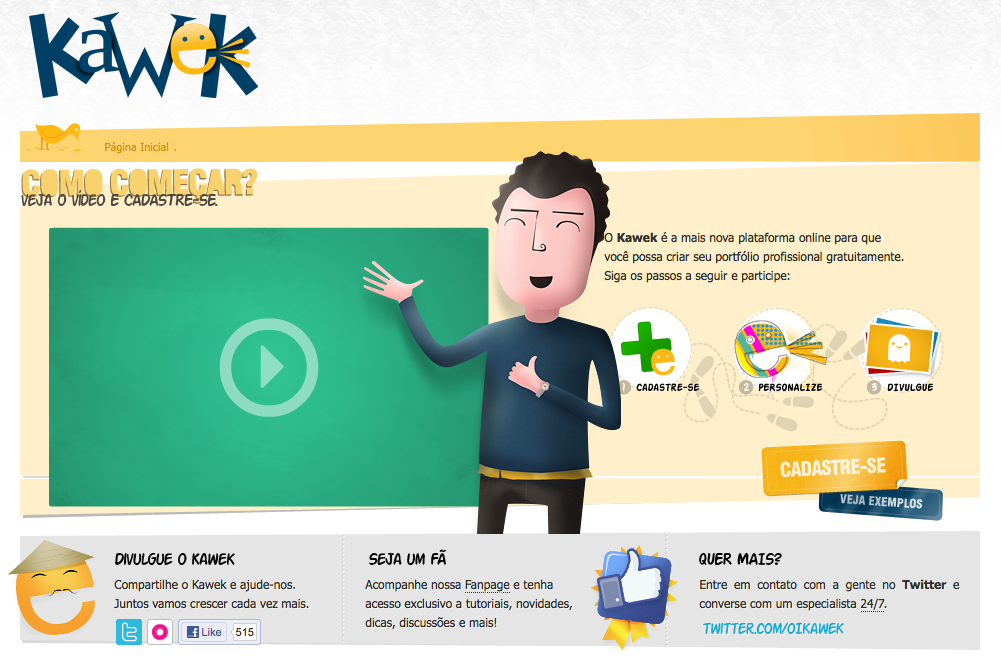 Kawek
Página Inicial .
COMO COMEÇAR?
VEJA O VÍDEO E CADASTRE-SE.
O Kawek é a mais nova plataforma online para que
você possa criar seu portfólio profissional gratuitamente.
Siga os passos a seguir e participe:
1 CADASTRE-SE
2 PERSONALIZE
3 DIVULGUE
CADASTRE-SE
VEJA EXEMPLOS
DIVULGUE O KAWEK
Compartilhe o Kawek e ajude-nos.
Juntos vamos crescer cada vez mais.
Like 515
SEJA UM FÃ
Acompanhe nossa Fanpage e tenha
acesso exclusivo a tutoriais, novidades,
dicas, discussões e mais!
QUER MAIS?
Entre em contato com a gente no Twitter e
converse com um especialista 24/7.
TWITTER.COM/OIKAWEK